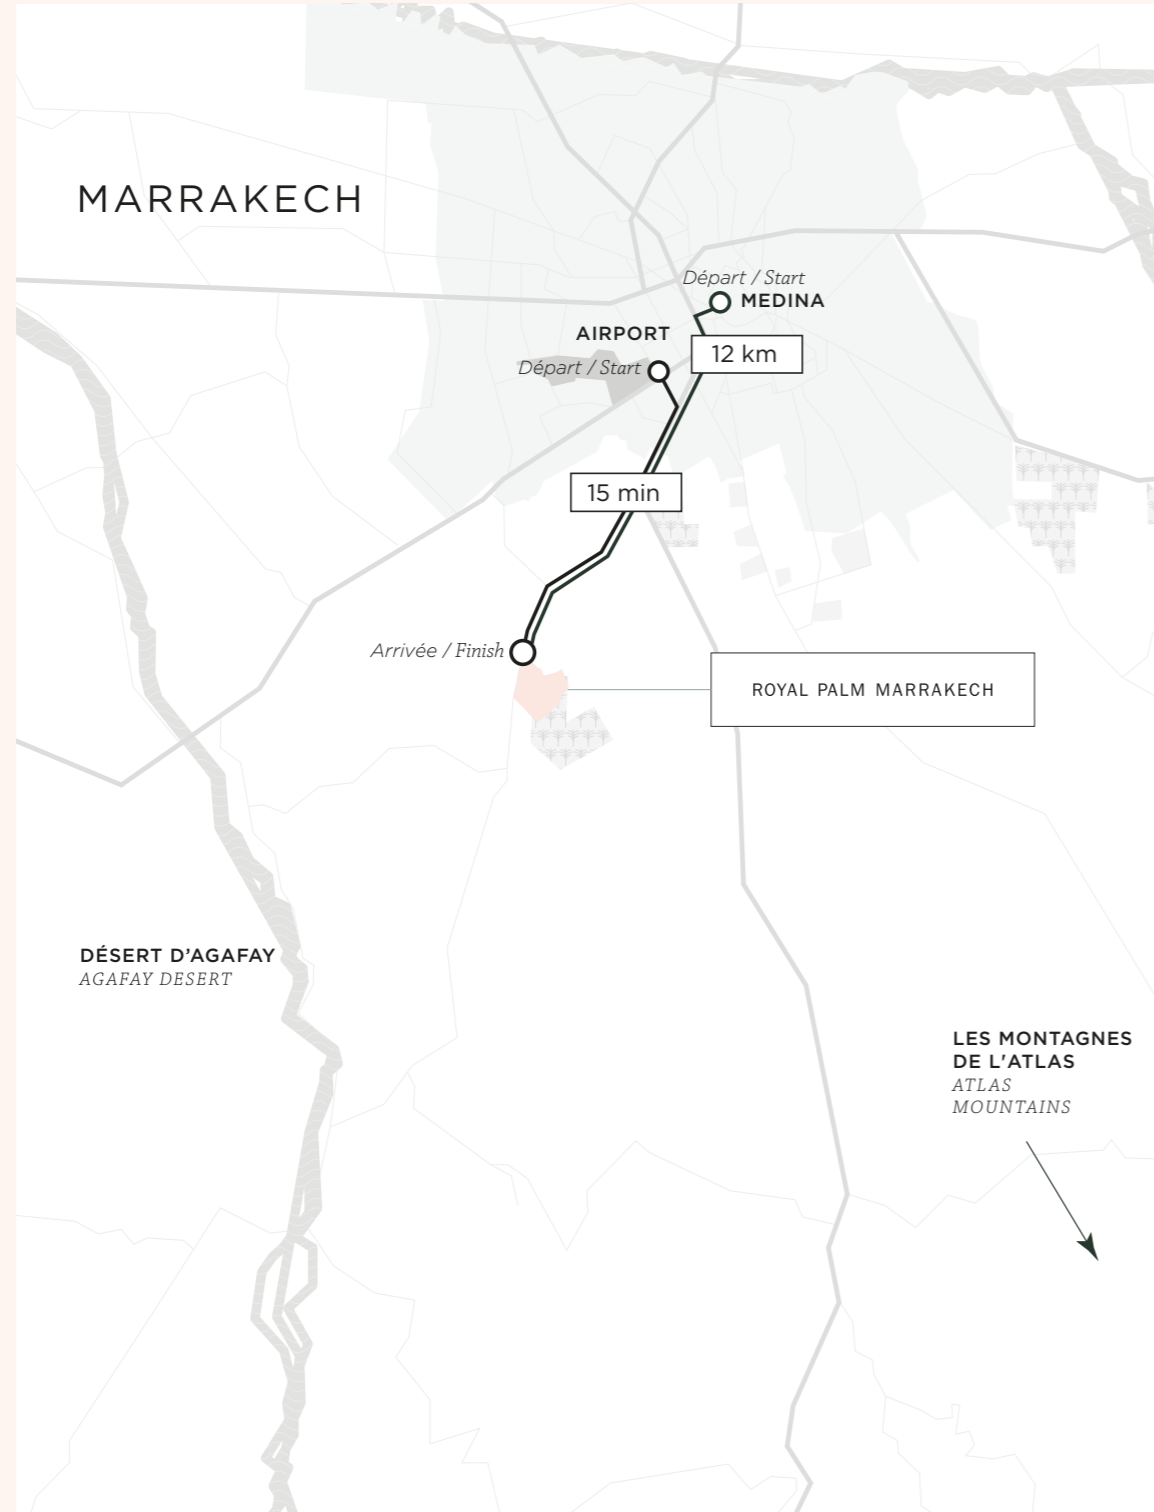 MARRAKECH
Départ / Start
MEDINA
AIRPORT
Départ / Start
12 km
15 min
Arrivée / Finish
ROYAL PALM MARRAKECH
DÉSERT D’AGAFAY
AGAFAY DESERT
LES MONTAGNES
DE L'ATLAS
ATLAS
MOUNTAINS